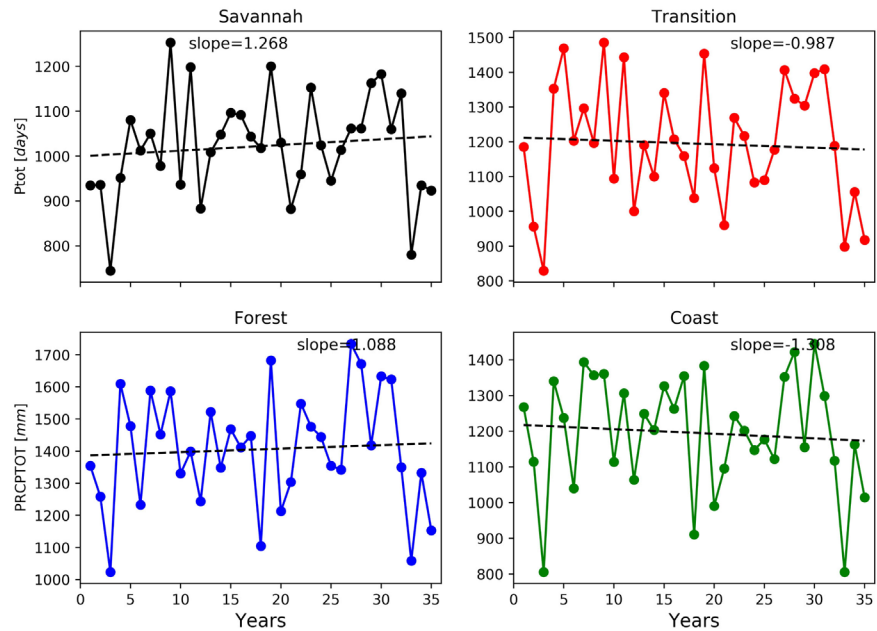 Savannah
Transition
slope=1.268
slope=-0.987
1200
1100
1000
900
800
Ptot [days]
1500
1400
1300
1200
1100
1000
900
800
Forest
Coast
slope=1.088
slope=-1.308
1700
1600
1500
1400
1300
1200
1100
1000
PRCPTOT [mm]
1400
1300
1200
1100
1000
900
800
0 5 10 15 20 25 30 35
0 5 10 15 20 25 30 35
Years
Years